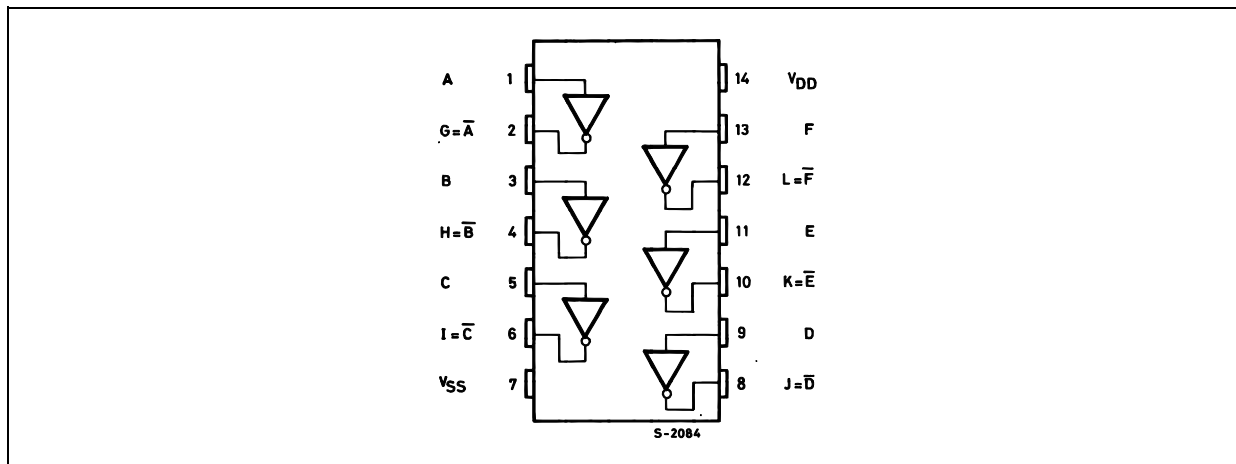 A 1 14 VDD
G=A̅ 2 13 F
B 3 12 L=F̅
H=B̅ 4 11 E
C 5 10 K=E̅
I=C̅ 6 9 D
VSS 7 8 J=D̅
S-2084